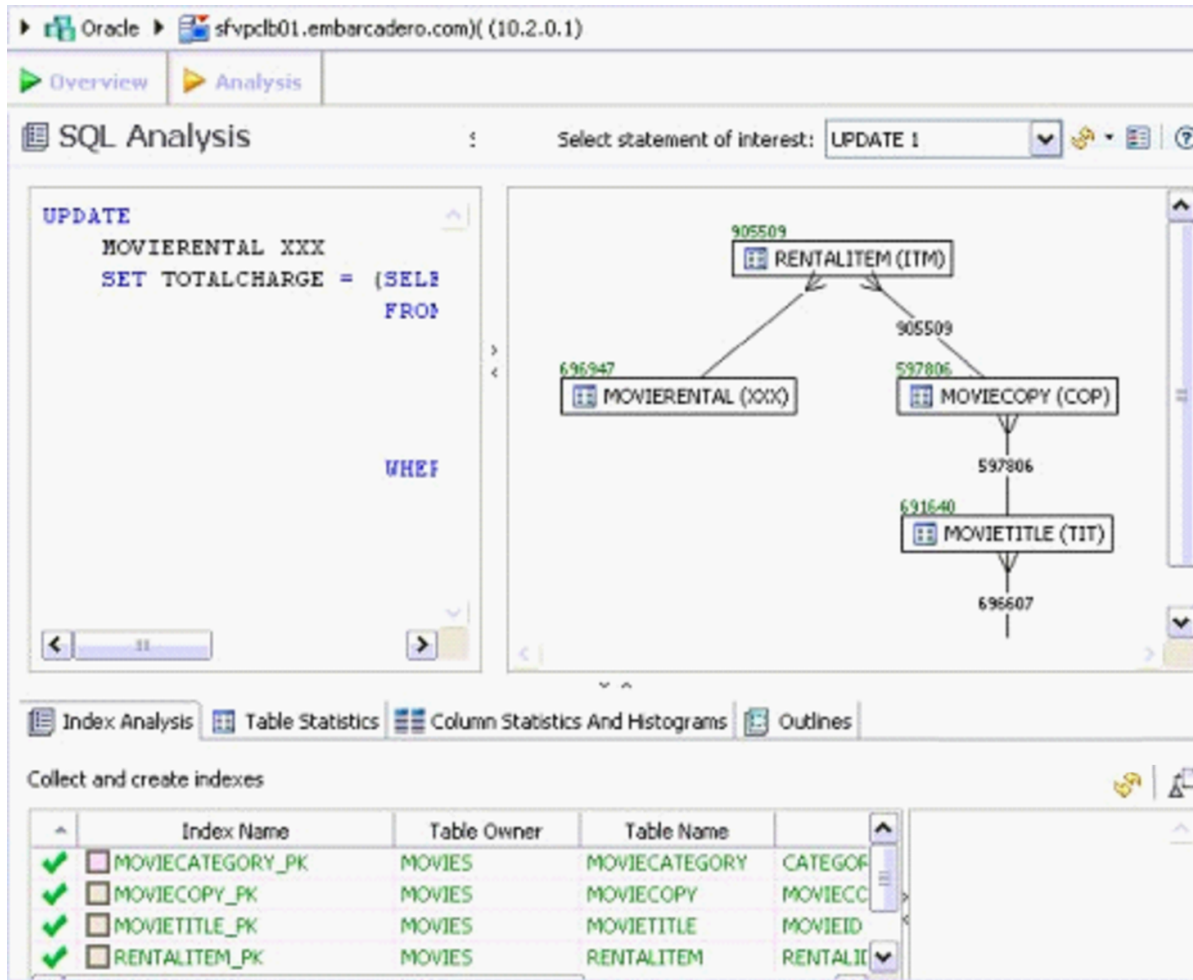 Oracle sfvpclb01.embarcadero.com)( (10.2.0.1)
Overview Analysis
SQL Analysis Select statement of interest: UPDATE 1
UPDATE
MOVIERENTAL XXX
SET TOTALCHARGE = (SELE
FROM
WHER
905509
RENTALITEM (ITM)
905509
696947
MOVIERENTAL (XXX)
597806
MOVIECOPY (COP)
597806
691640
MOVIETITLE (TIT)
696607
Index Analysis Table Statistics Column Statistics And Histograms Outlines
Collect and create indexes
Index Name Table Owner Table Name
MOVIECATEGORY_PK MOVIES MOVIECATEGORY CATEGOR
MOVIECOPY_PK MOVIES MOVIECOPY MOVIECC
MOVIETITLE_PK MOVIES MOVIETITLE MOVIEID
RENTALITEM_PK MOVIES RENTALITEM RENTALID